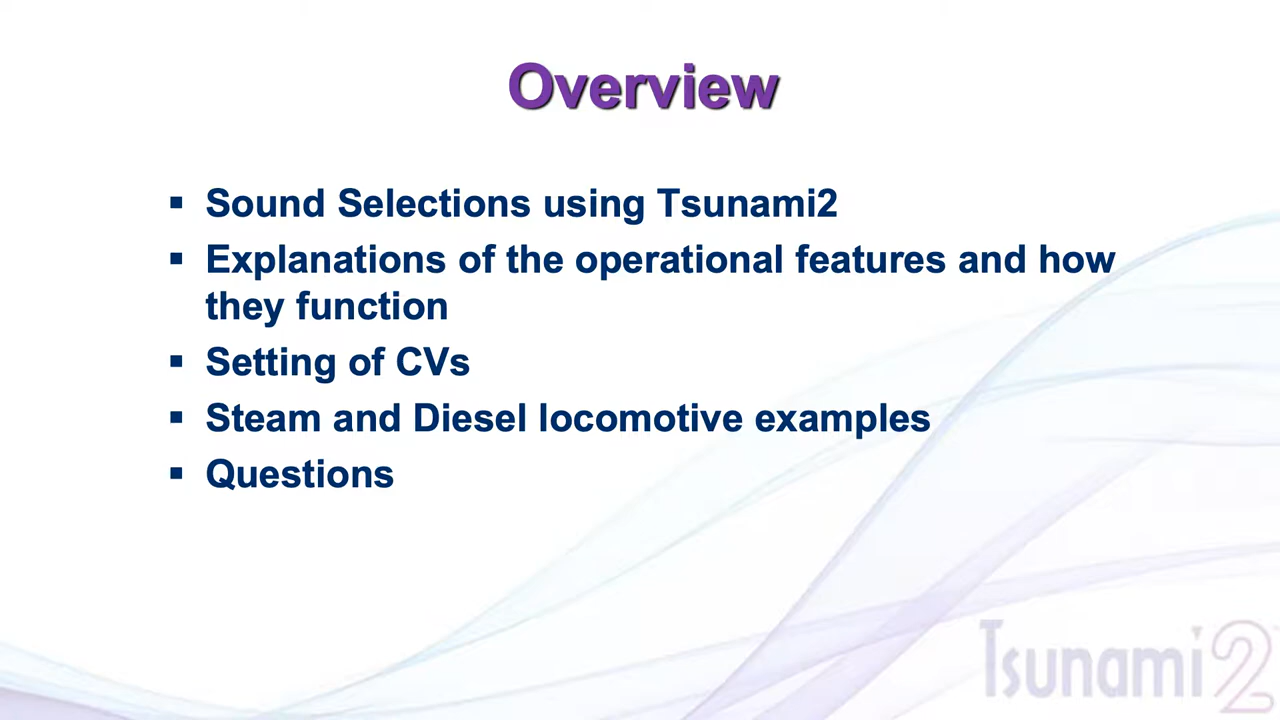 Overview
▪ Sound Selections using Tsunami2
▪ Explanations of the operational features and how
they function
▪ Setting of CVs
▪ Steam and Diesel locomotive examples
▪ Questions
Tsunami2